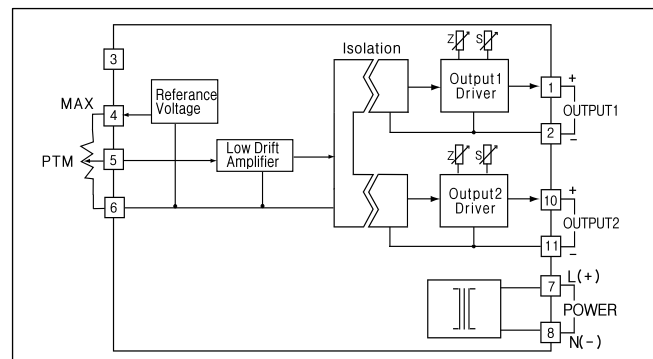 Isolation
Z S
3
Output1
Driver
1 +
OUTPUT1
2 −
MAX
4
Referance
Voltage
PTM
5
Low Drift
Amplifier
6
Z S
Output2
Driver
10 +
OUTPUT2
11 −
7 L(+)
POWER
8 N(-)